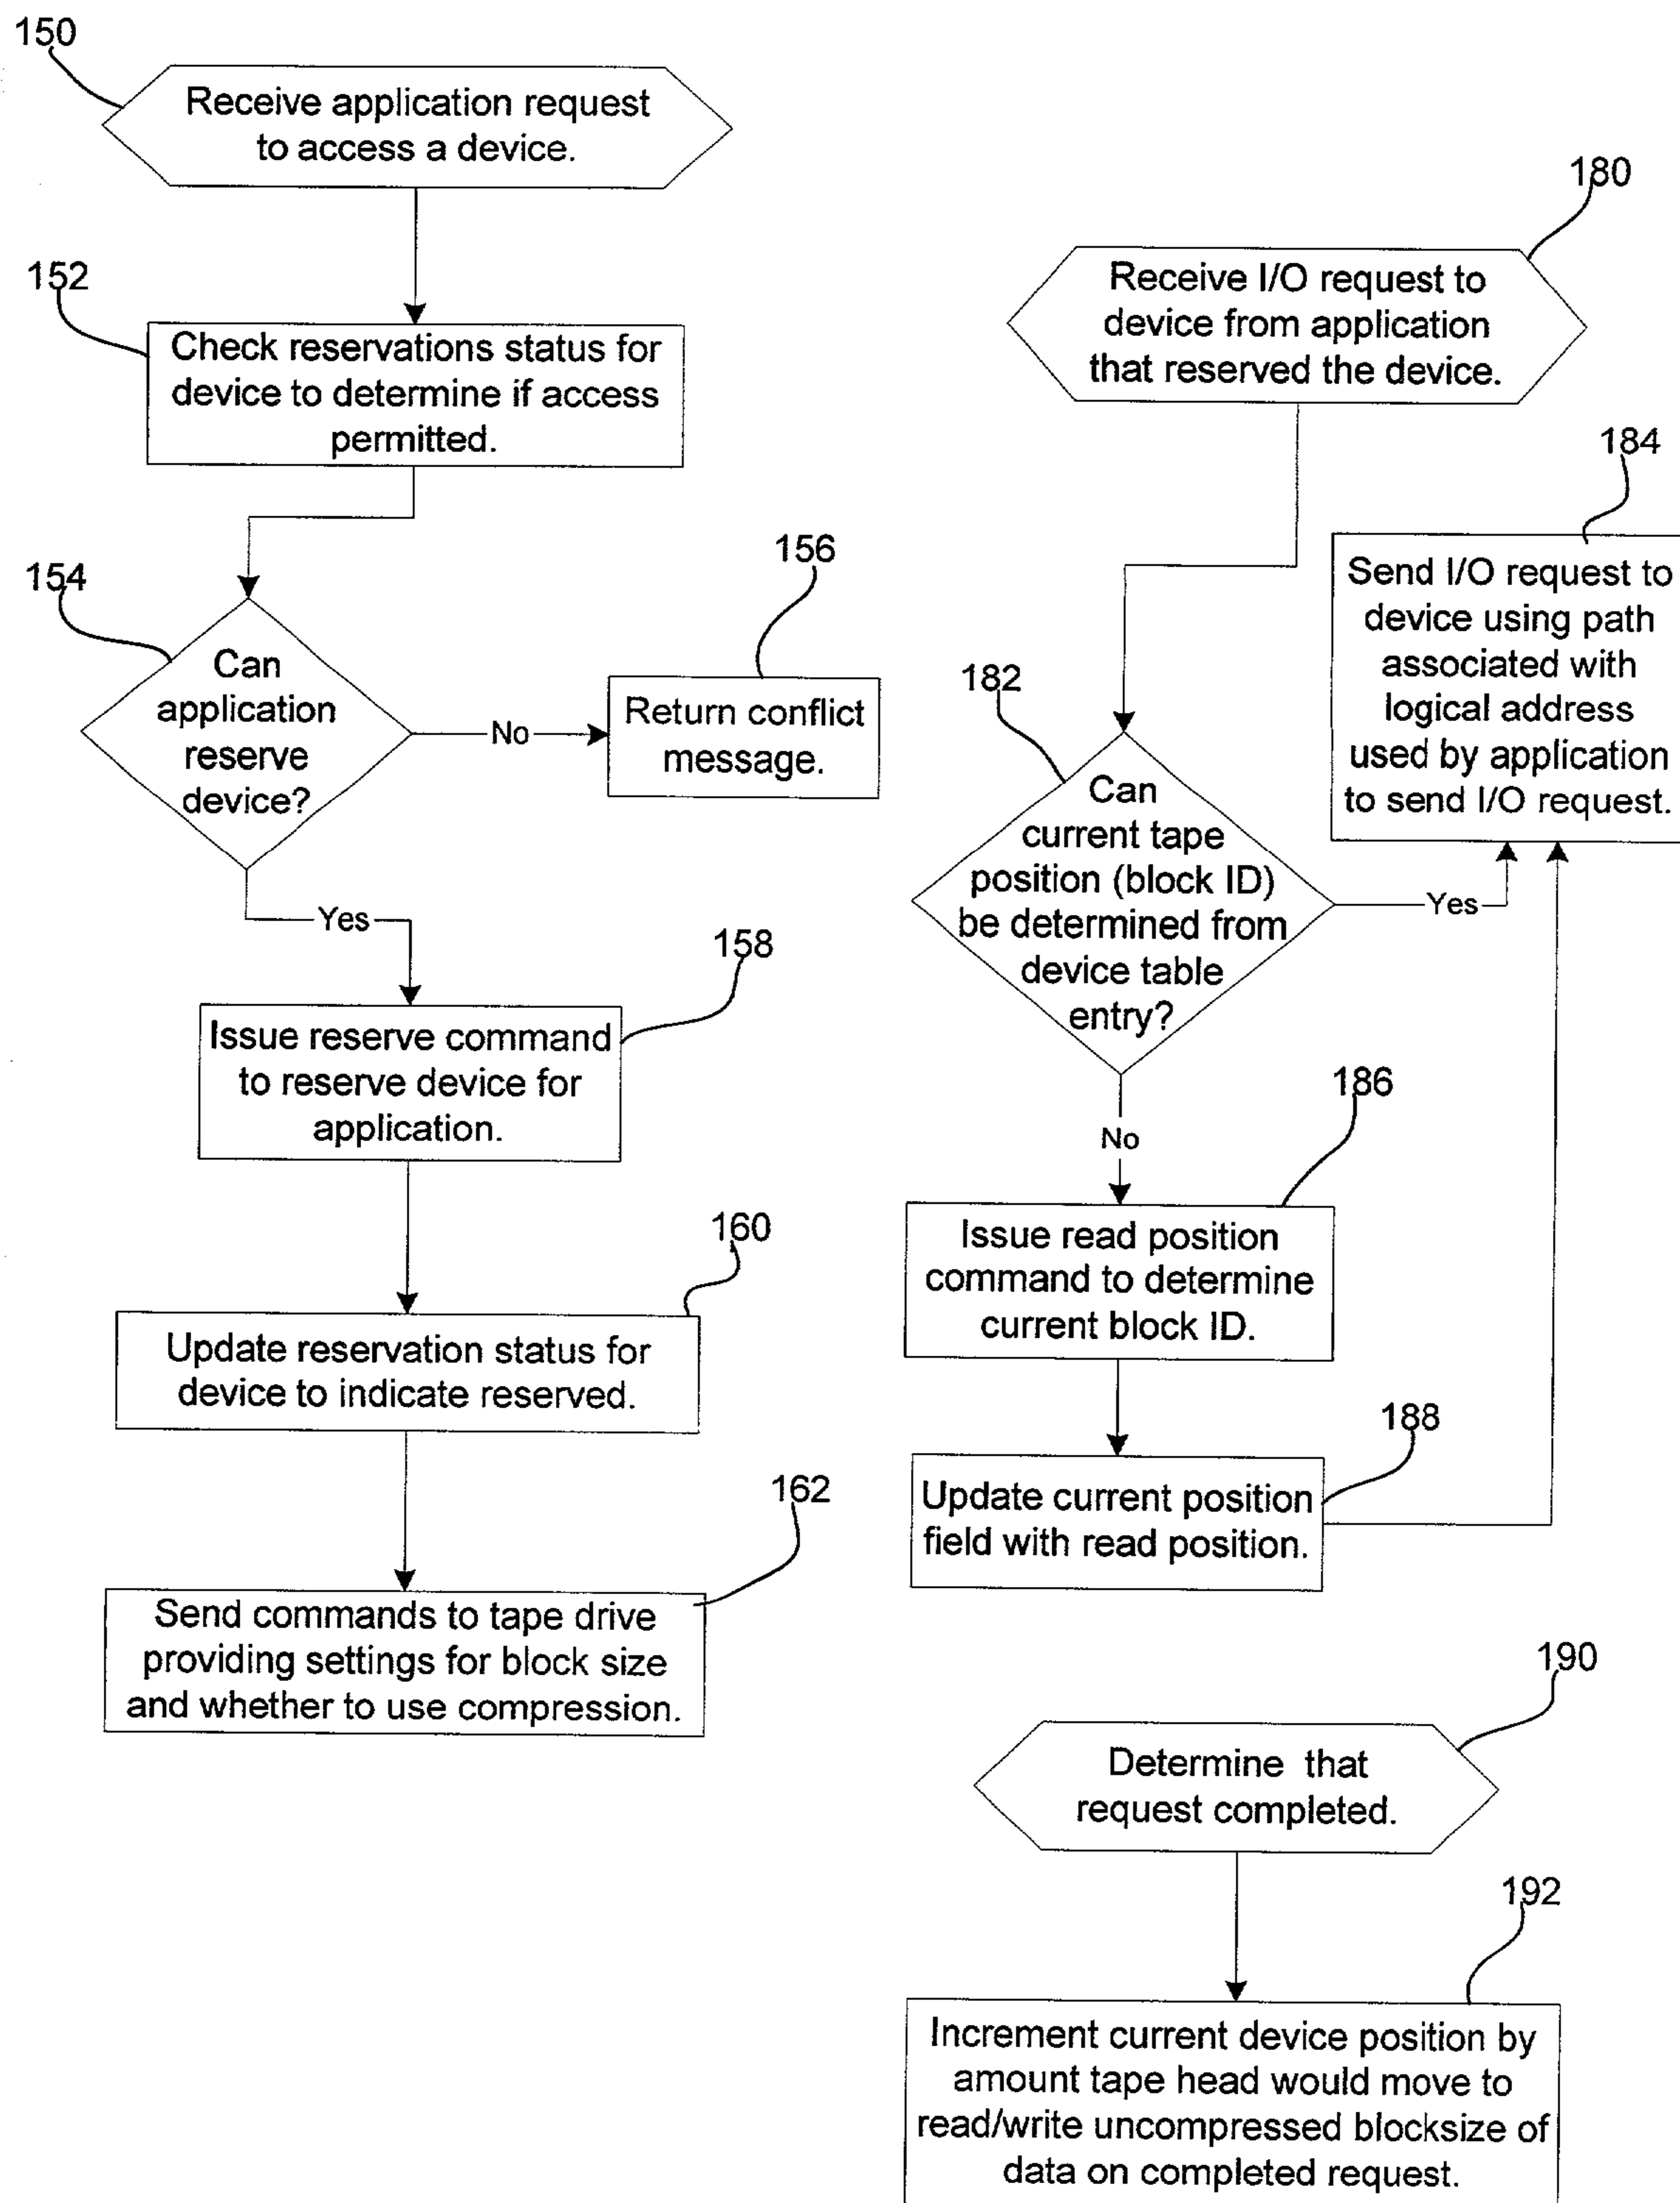 150
Receive application request
to access a device.
152
Check reservations status for
device to determine if access
permitted.
154
Can
application
reserve
device?
No
156
Return conflict
message.
Yes
158
Issue reserve command
to reserve device for
application.
160
Update reservation status for
device to indicate reserved.
162
Send commands to tape drive
providing settings for block size
and whether to use compression.
180
Receive I/O request to
device from application
that reserved the device.
182
Can
current tape
position (block ID)
be determined from
device table
entry?
Yes
184
Send I/O request to
device using path
associated with
logical address
used by application
to send I/O request.
No
186
Issue read position
command to determine
current block ID.
188
Update current position
field with read position.
190
Determine that
request completed.
192
Increment current device position by
amount tape head would move to
read/write uncompressed blocksize of
data on completed request.